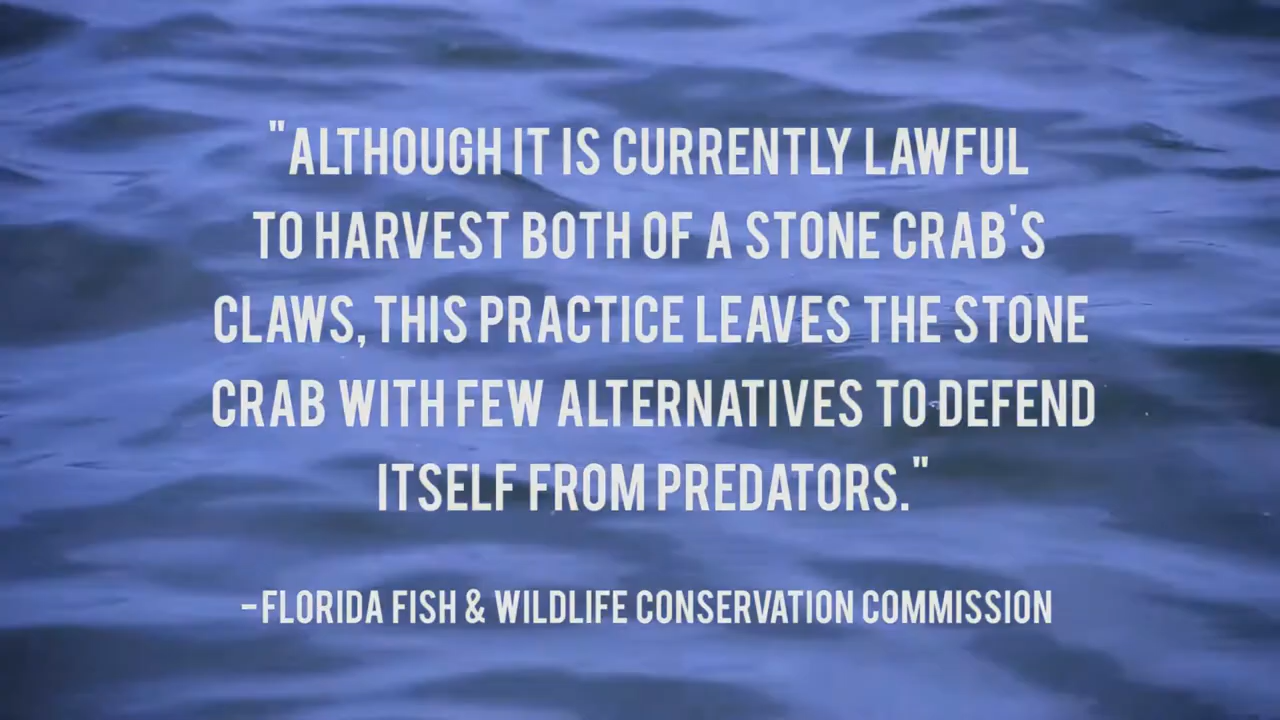 "ALTHOUGH IT IS CURRENTLY LAWFUL
TO HARVEST BOTH OF A STONE CRAB'S
CLAWS, THIS PRACTICE LEAVES THE STONE
CRAB WITH FEW ALTERNATIVES TO DEFEND
ITSELF FROM PREDATORS."
-FLORIDA FISH & WILDLIFE CONSERVATION COMMISSION